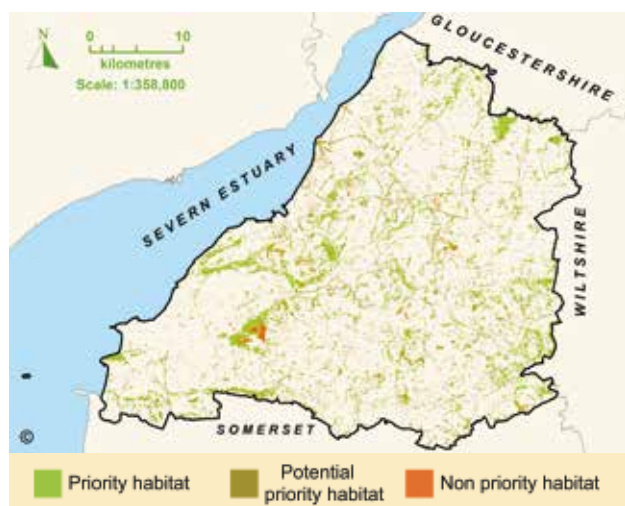 N
0 10
kilometres
Scale: 1:358,800
GLOUCESTERSHIRE
SEVERN ESTUARY
WILTSHIRE
SOMERSET
©
Priority habitat
Potential
priority habitat
Non priority habitat